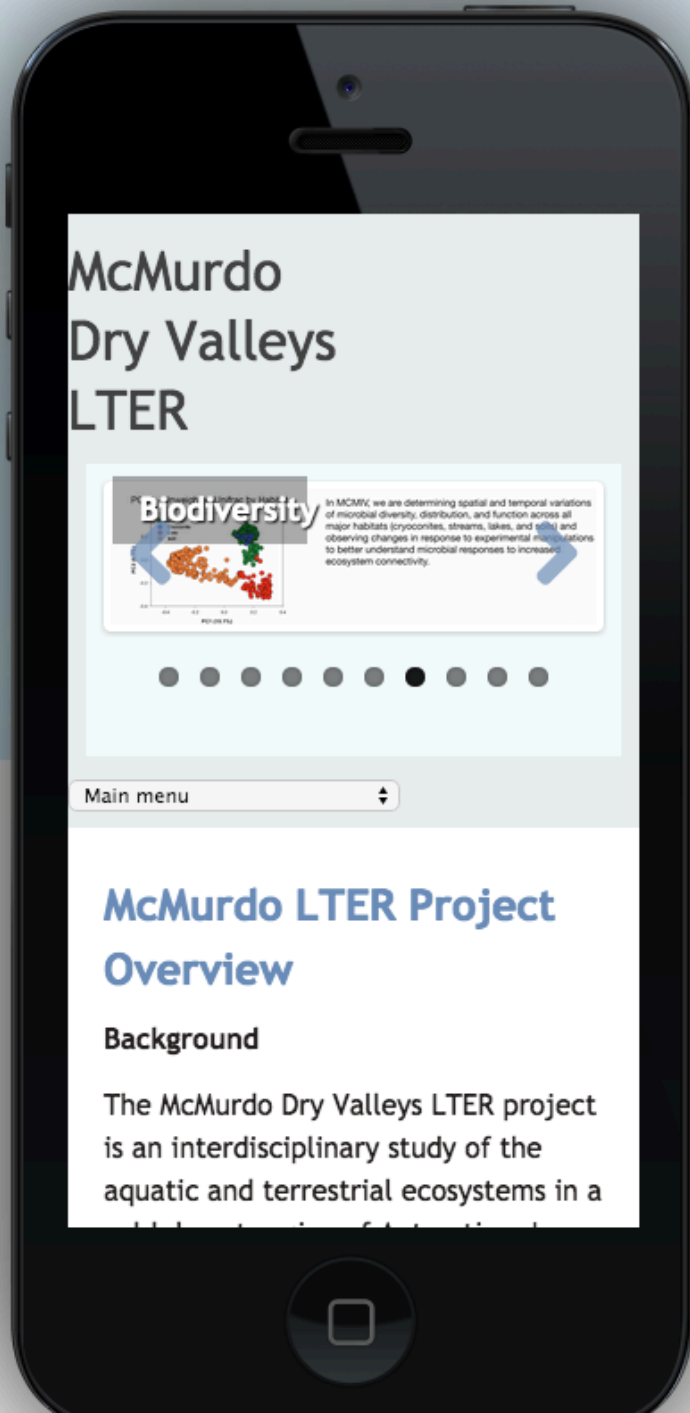 McMurdo
Dry Valleys
LTER
Biodiversity
In MCMIV, we are determining spatial and temporal variations
of microbial diversity, distribution, and function across all
major habitats (cryoconites, streams, lakes, and soils) and
observing changes in response to experimental manipulations
to better understand microbial responses to increased
ecosystem connectivity.
Main menu
McMurdo LTER Project
Overview
Background
The McMurdo Dry Valleys LTER project
is an interdisciplinary study of the
aquatic and terrestrial ecosystems in a